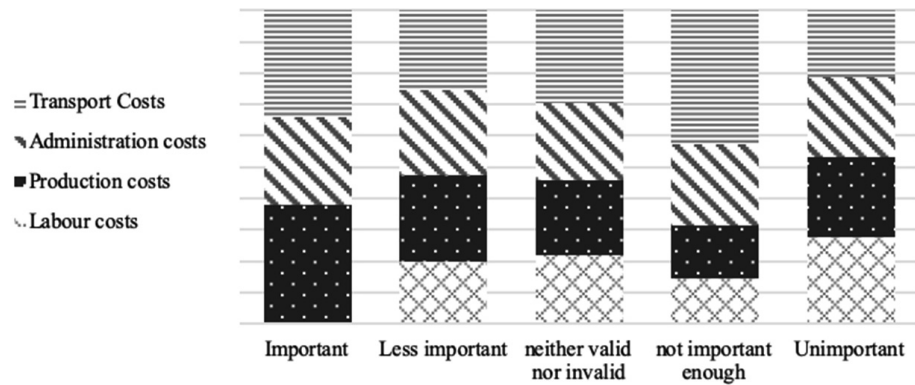 Transport Costs
Administration costs
Production costs
Labour costs
Important
Less important
neither valid
nor invalid
not important
enough
Unimportant